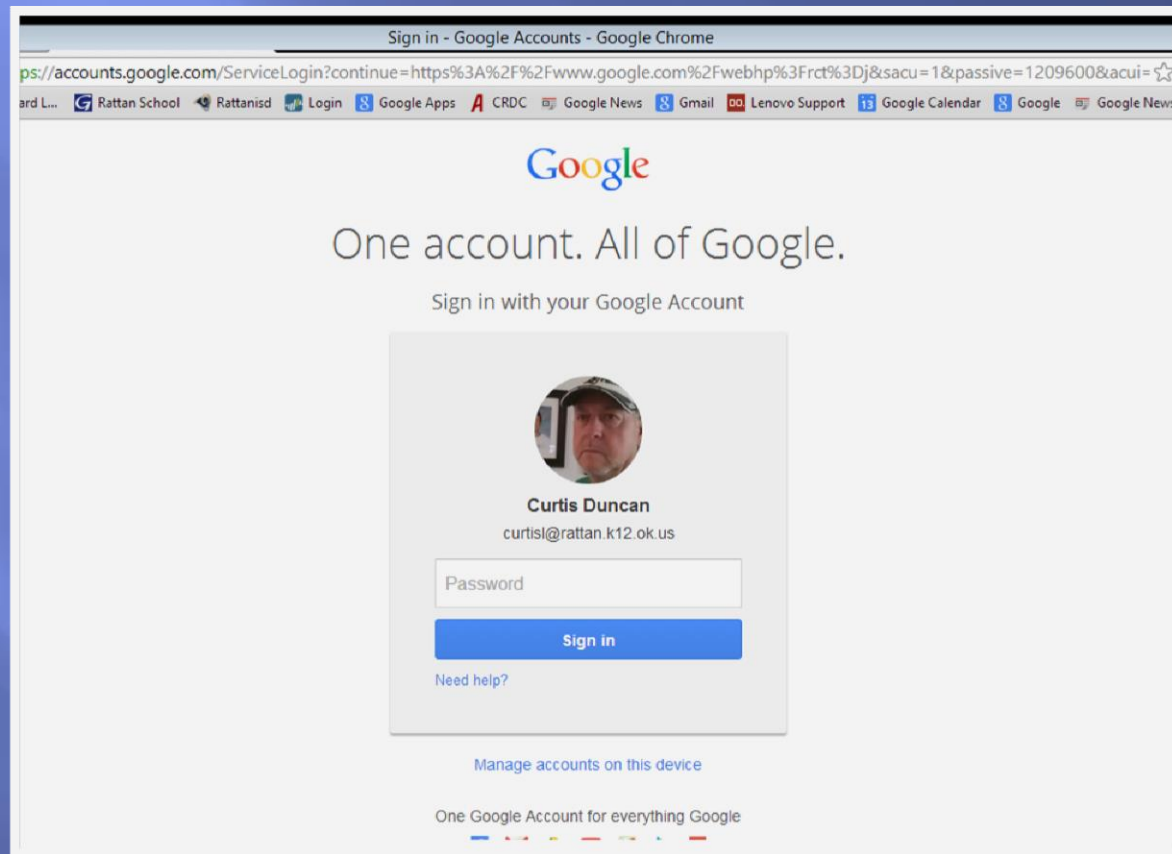 Sign in - Google Accounts - Google Chrome
ps://accounts.google.com/ServiceLogin?continue=https%3A%2F%2Fwww.google.com%2Fwebhp%3Frct%3Dj&sacu=1&passive=1209600&acui=
ard L... Rattan School Rattanisd Login Google Apps CRDC Google News Gmail Lenovo Support 13 Google Calendar Google Google News
Google
One account. All of Google.
Sign in with your Google Account
Curtis Duncan
curtisl@rattan.k12.ok.us
Password
Sign in
Need help?
Manage accounts on this device
One Google Account for everything Google